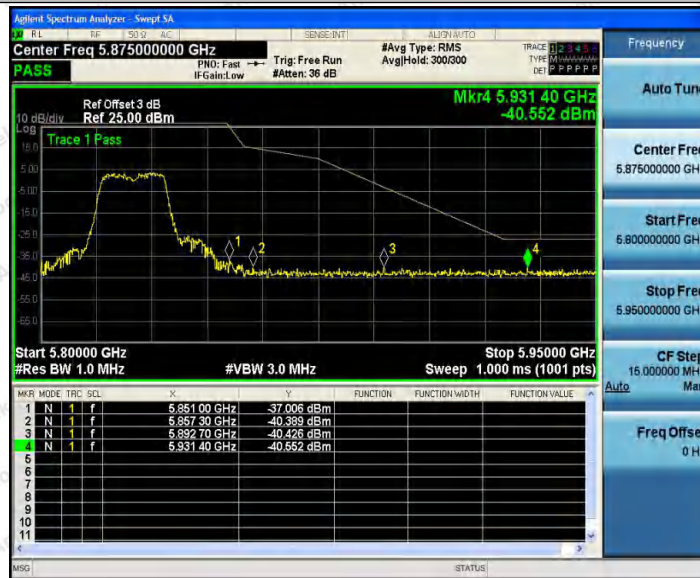 Agilent Spectrum Analyzer - Swept SA
RL RF 50 Ω AC SENSE:INT ALIGN AUTO
Center Freq 5.875000000 GHz
#Avg Type: RMS
TRACE 1 2 3 4 5 6
PASS
PNO: Fast
Trig: Free Run
Avg|Hold: 300/300
TYPE M
IFGain:Low
#Atten: 36 dB
DET P P P P P P
Ref Offset 3 dB
Mkr4 5.931 40 GHz
10 dB/div Ref 25.00 dBm
-40.552 dBm
Log
Trace 1 Pass
15.0
5.00
-5.00
-15.0
-25.0
-35.0
-45.0
-55.0
-65.0
1
2
3
4
Start 5.80000 GHz
Stop 5.95000 GHz
#Res BW 1.0 MHz
#VBW 3.0 MHz
Sweep 1.000 ms (1001 pts)
MKR MODE TRC SCL X Y FUNCTION FUNCTION WIDTH FUNCTION VALUE
1 N 1 f 5.851 00 GHz -37.006 dBm
2 N 1 f 5.857 30 GHz -40.389 dBm
3 N 1 f 5.892 70 GHz -40.426 dBm
4 N 1 f 5.931 40 GHz -40.552 dBm
5
6
7
8
9
10
11
MSG
STATUS
Frequency
Auto Tune
Center Freq
5.875000000 GH
Start Freq
5.800000000 GH
Stop Freq
5.950000000 GH
CF Step
15.000000 MH
Auto Ma
Freq Offse
0 H